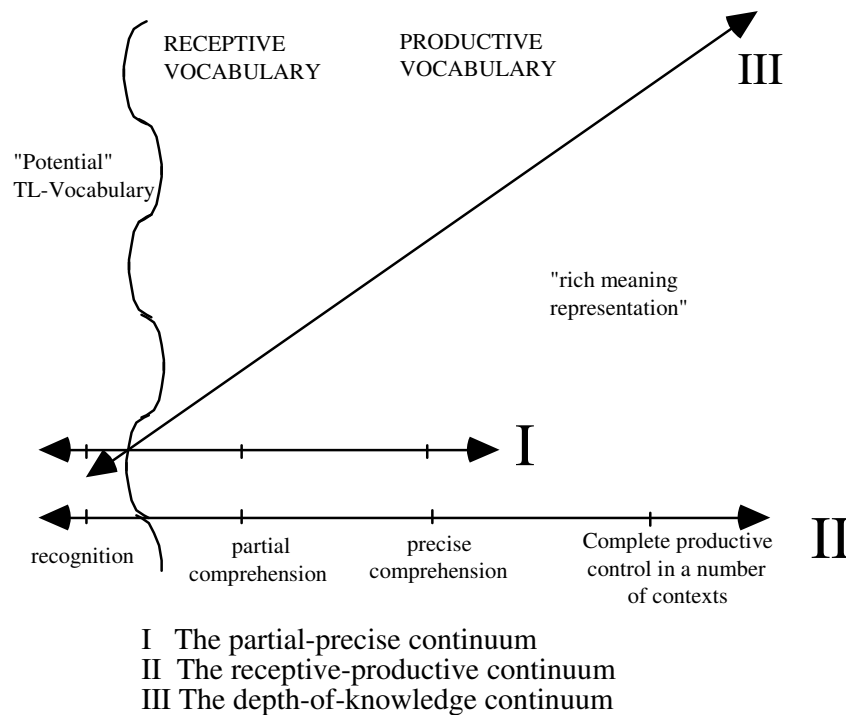 RECEPTIVE
VOCABULARY
PRODUCTIVE
VOCABULARY
III
"Potential"
TL-Vocabulary
"rich meaning
representation"
I
II
recognition
partial
comprehension
precise
comprehension
Complete productive
control in a number
of contexts
I The partial-precise continuum
II The receptive-productive continuum
III The depth-of-knowledge continuum